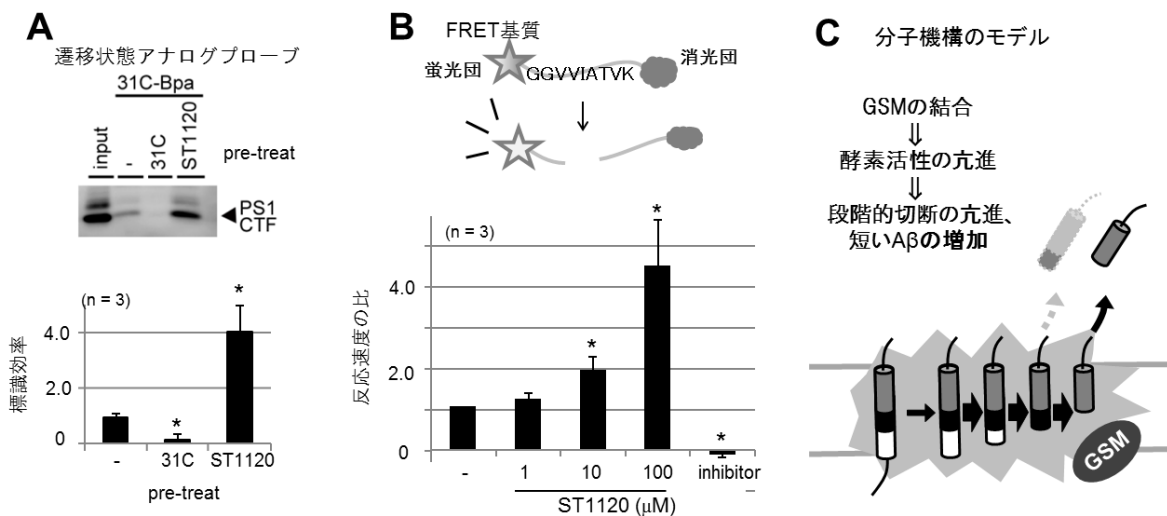 A
遷移状態アナログプローブ
31C-Bpa
input
-
31C
ST1120
pre-treat
PS1
CTF
(n = 3)
標識効率
4.0
2.0
0
*
*
-
31C
ST1120
pre-treat
B
FRET基質
蛍光団
GGVVIATVK
消光団
(n = 3)
反応速度の比
4.0
2.0
0
*
*
*
-
1
10
100
inhibitor
ST1120 (μM)
C
分子機構のモデル
GSMの結合
⇓
酵素活性の亢進
⇓
段階的切断の亢進、
短いAβの増加
GSM